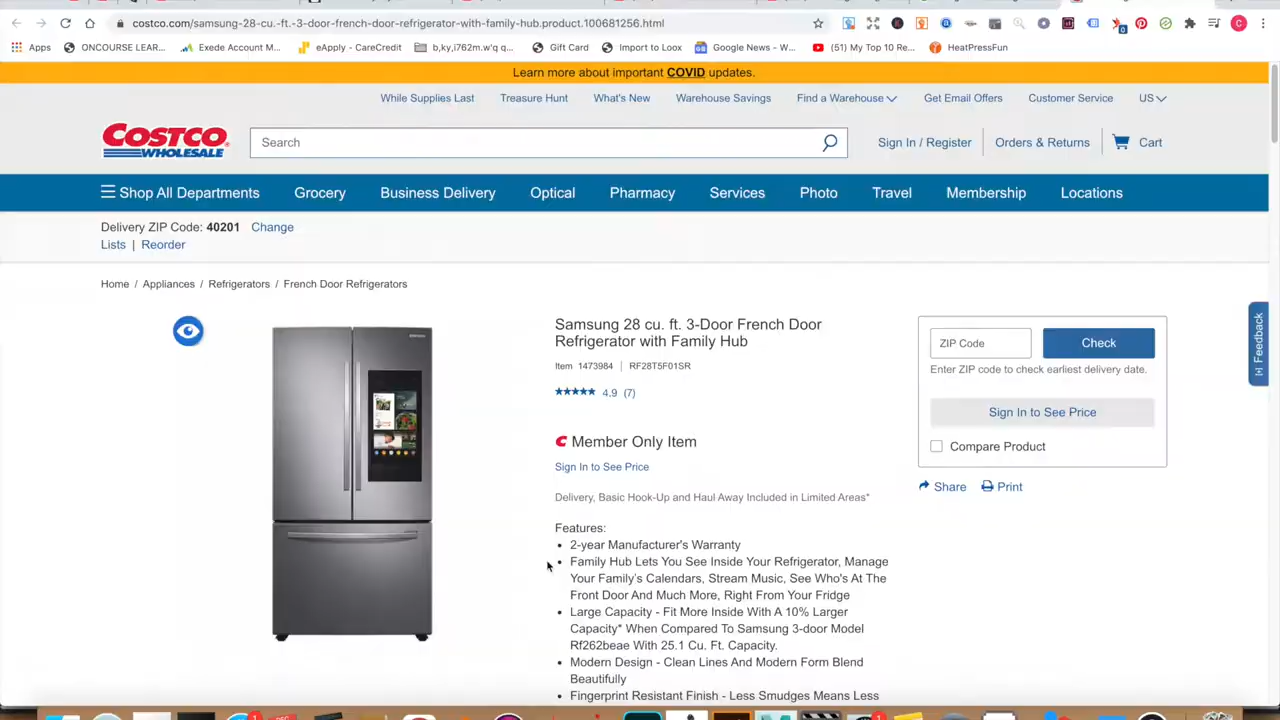 costco.com/samsung-28-cu.-ft.-3-door-french-door-refrigerator-with-family-hub.product.100681256.html
Apps ONCOURSE LEAR... Exede Account M... eApply - CareCredit b,ky,i762m.w'q q... Gift Card Import to Loox Google News - W... (51) My Top 10 Re... HeatPressFun
Learn more about important COVID updates.
While Supplies Last Treasure Hunt What's New Warehouse Savings Find a Warehouse Get Email Offers Customer Service US
COSTCO WHOLESALE
Search
Sign In / Register Orders & Returns Cart
Shop All Departments Grocery Business Delivery Optical Pharmacy Services Photo Travel Membership Locations
Delivery ZIP Code: 40201 Change
Lists | Reorder
Home / Appliances / Refrigerators / French Door Refrigerators
Samsung 28 cu. ft. 3-Door French Door
Refrigerator with Family Hub
Item 1473984 | RF28T5F01SR
4.9 (7)
Member Only Item
Sign In to See Price
Delivery, Basic Hook-Up and Haul Away Included in Limited Areas*
Features:
• 2-year Manufacturer's Warranty
• Family Hub Lets You See Inside Your Refrigerator, Manage
Your Family's Calendars, Stream Music, See Who's At The
Front Door And Much More, Right From Your Fridge
• Large Capacity - Fit More Inside With A 10% Larger
Capacity* When Compared To Samsung 3-door Model
Rf262beae With 25.1 Cu. Ft. Capacity.
• Modern Design - Clean Lines And Modern Form Blend
Beautifully
• Fingerprint Resistant Finish - Less Smudges Means Less
ZIP Code Check
Enter ZIP code to check earliest delivery date.
Sign In to See Price
Compare Product
Share Print
[+] Feedback